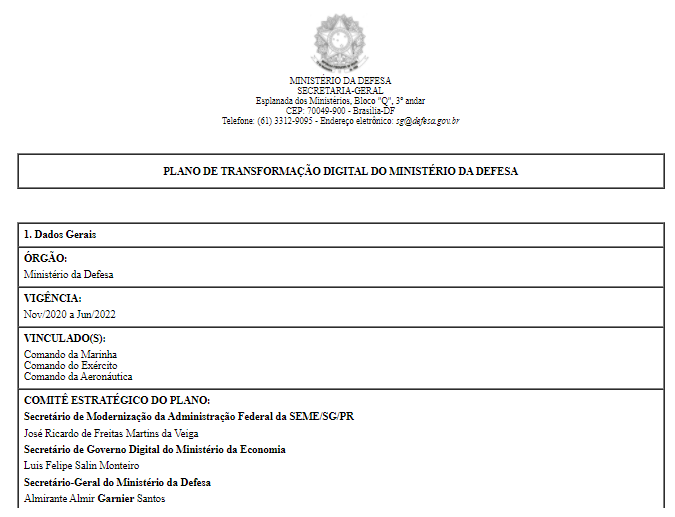 MINISTÉRIO DA DEFESA
SECRETARIA-GERAL
Esplanada dos Ministérios, Bloco "Q", 3º andar
CEP: 70049-900 - Brasília-DF
Telefone: (61) 3312-9095 - Endereço eletrônico: sg@defesa.gov.br
PLANO DE TRANSFORMAÇÃO DIGITAL DO MINISTÉRIO DA DEFESA
1. Dados Gerais
ÓRGÃO:
Ministério da Defesa
VIGÊNCIA:
Nov/2020 a Jun/2022
VINCULADO(S):
Comando da Marinha
Comando do Exército
Comando da Aeronáutica
COMITÊ ESTRATÉGICO DO PLANO:
Secretário de Modernização da Administração Federal da SEME/SG/PR
José Ricardo de Freitas Martins da Veiga
Secretário de Governo Digital do Ministério da Economia
Luis Felipe Salin Monteiro
Secretário-Geral do Ministério da Defesa
Almirante Almir Garnier Santos